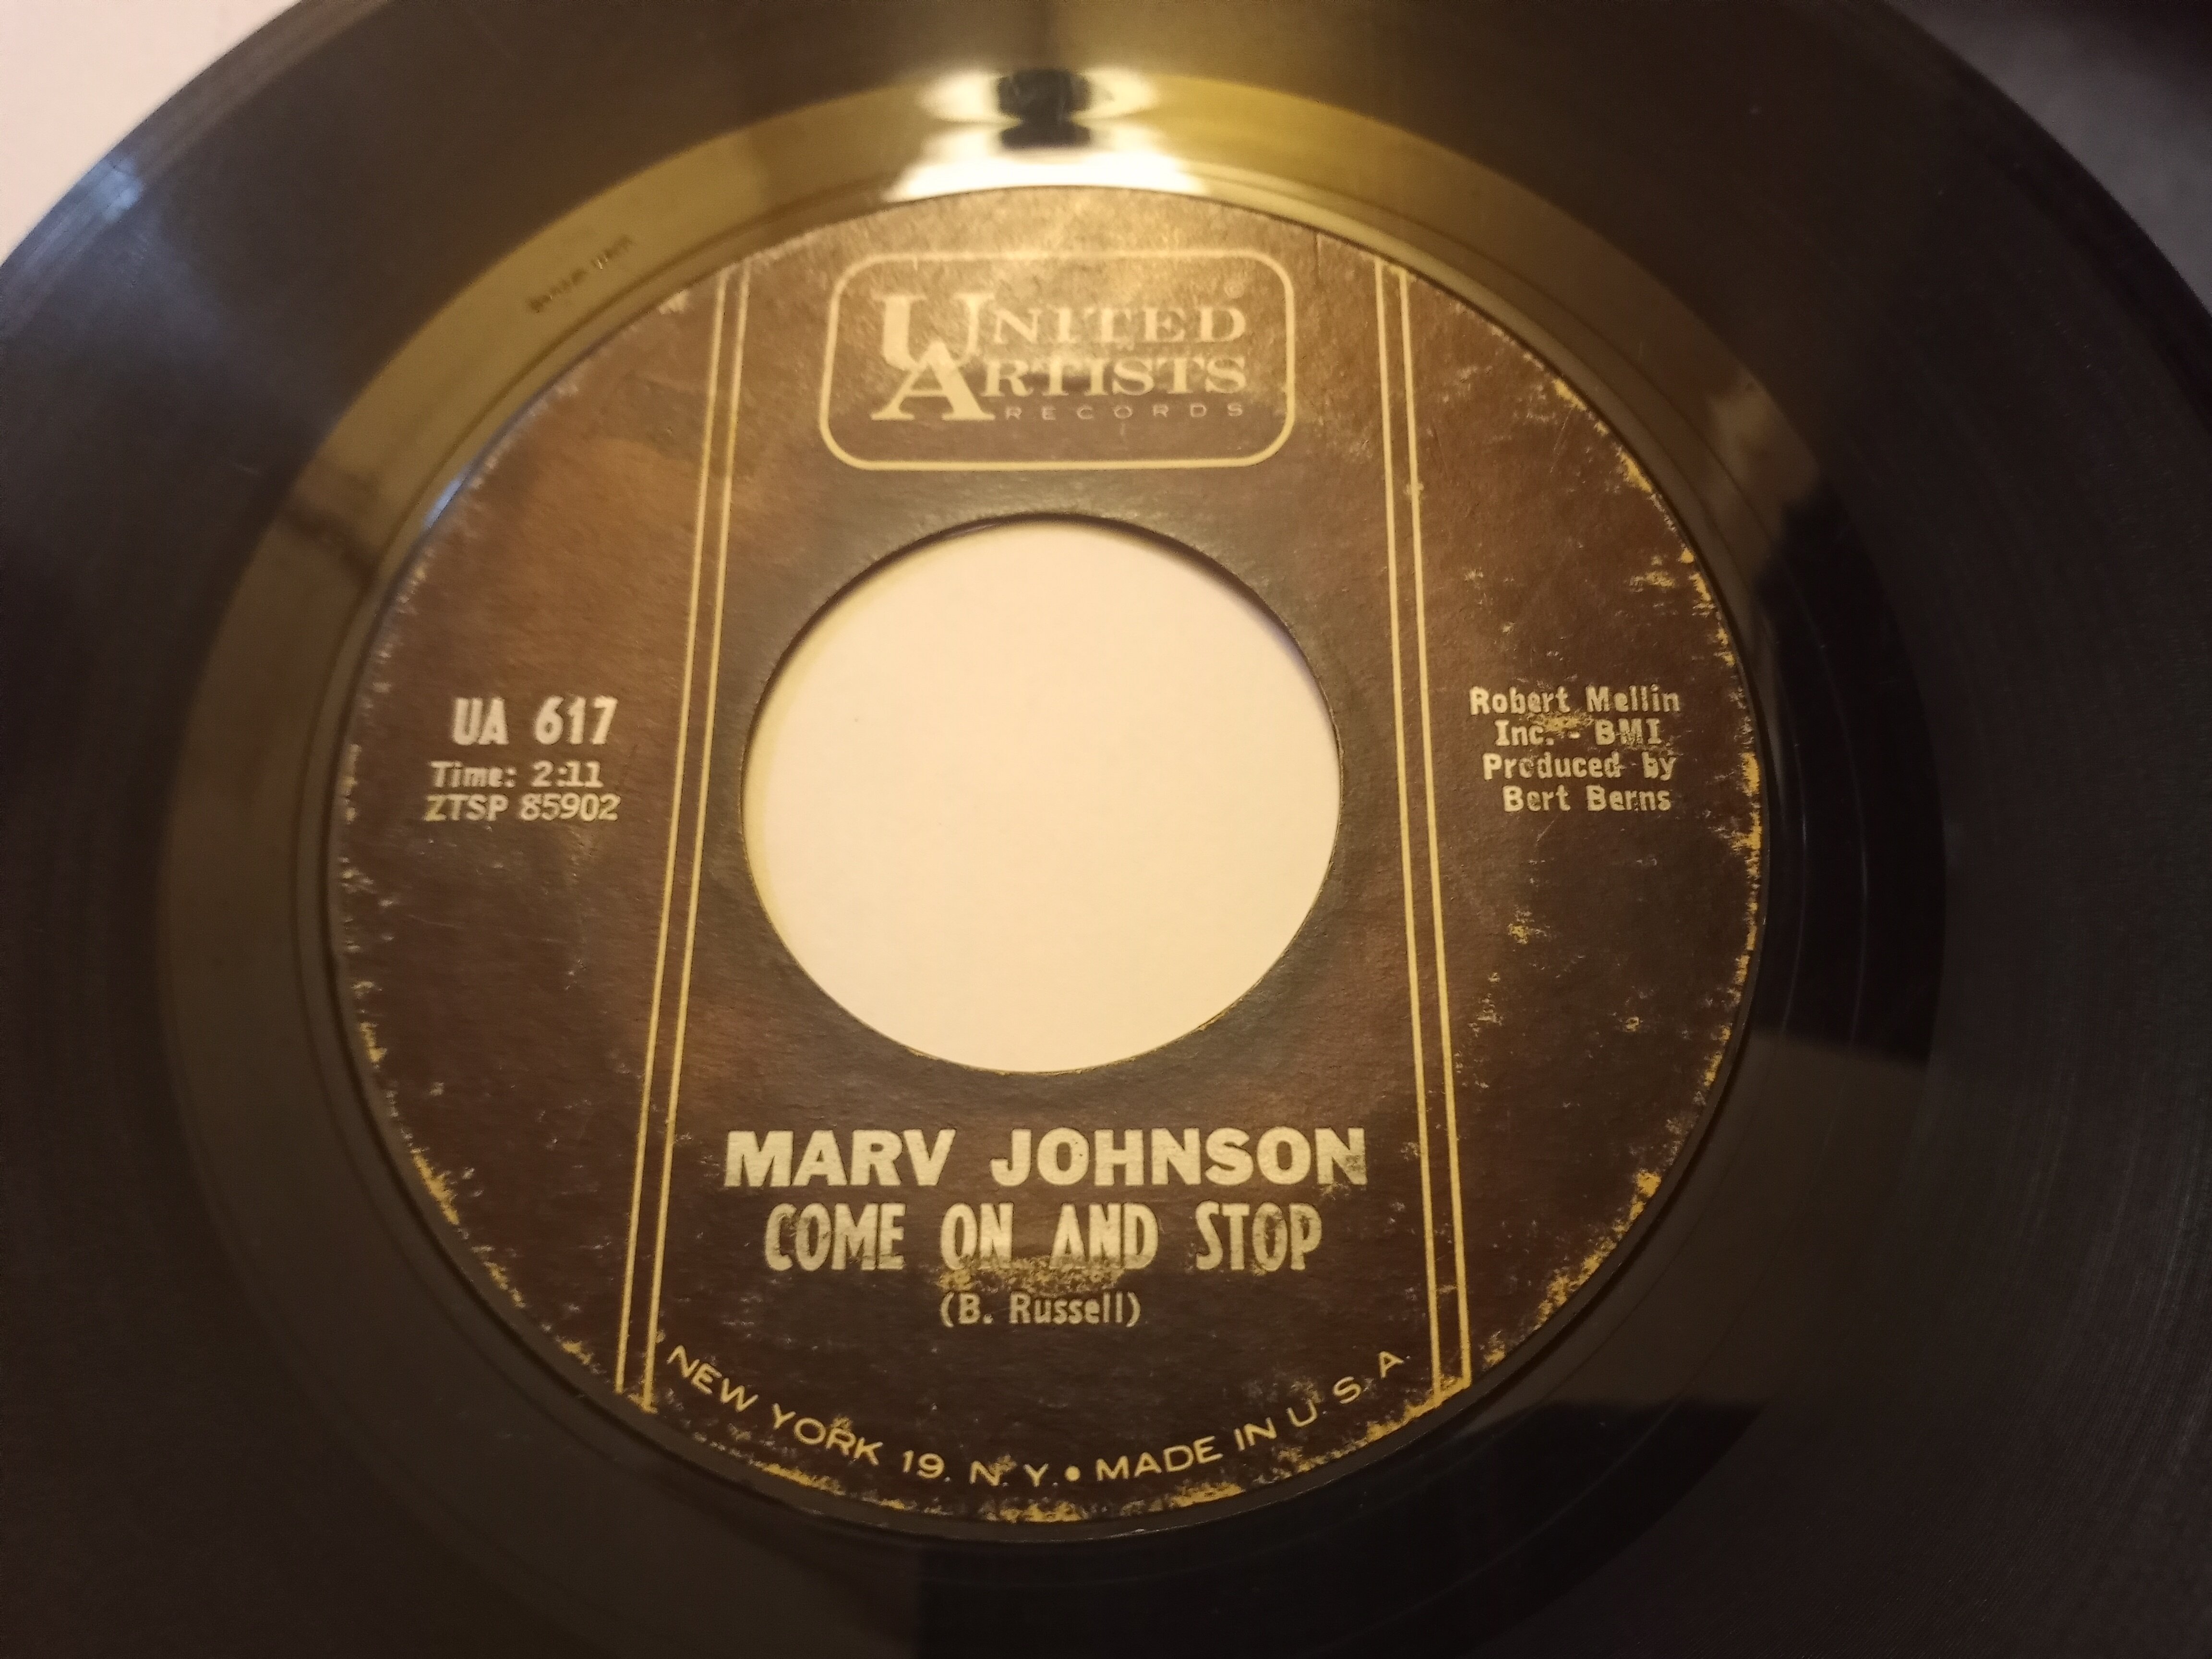 UNITED
ARTISTS
RECORDS
UA 617
Time: 2:11
ZTSP 85902
Robert Mellin
Inc. - BMI
Produced by
Bert Berns
MARV JOHNSON
COME ON AND STOP
(B. Russell)
NEW YORK 19, N.Y. • MADE IN U S A